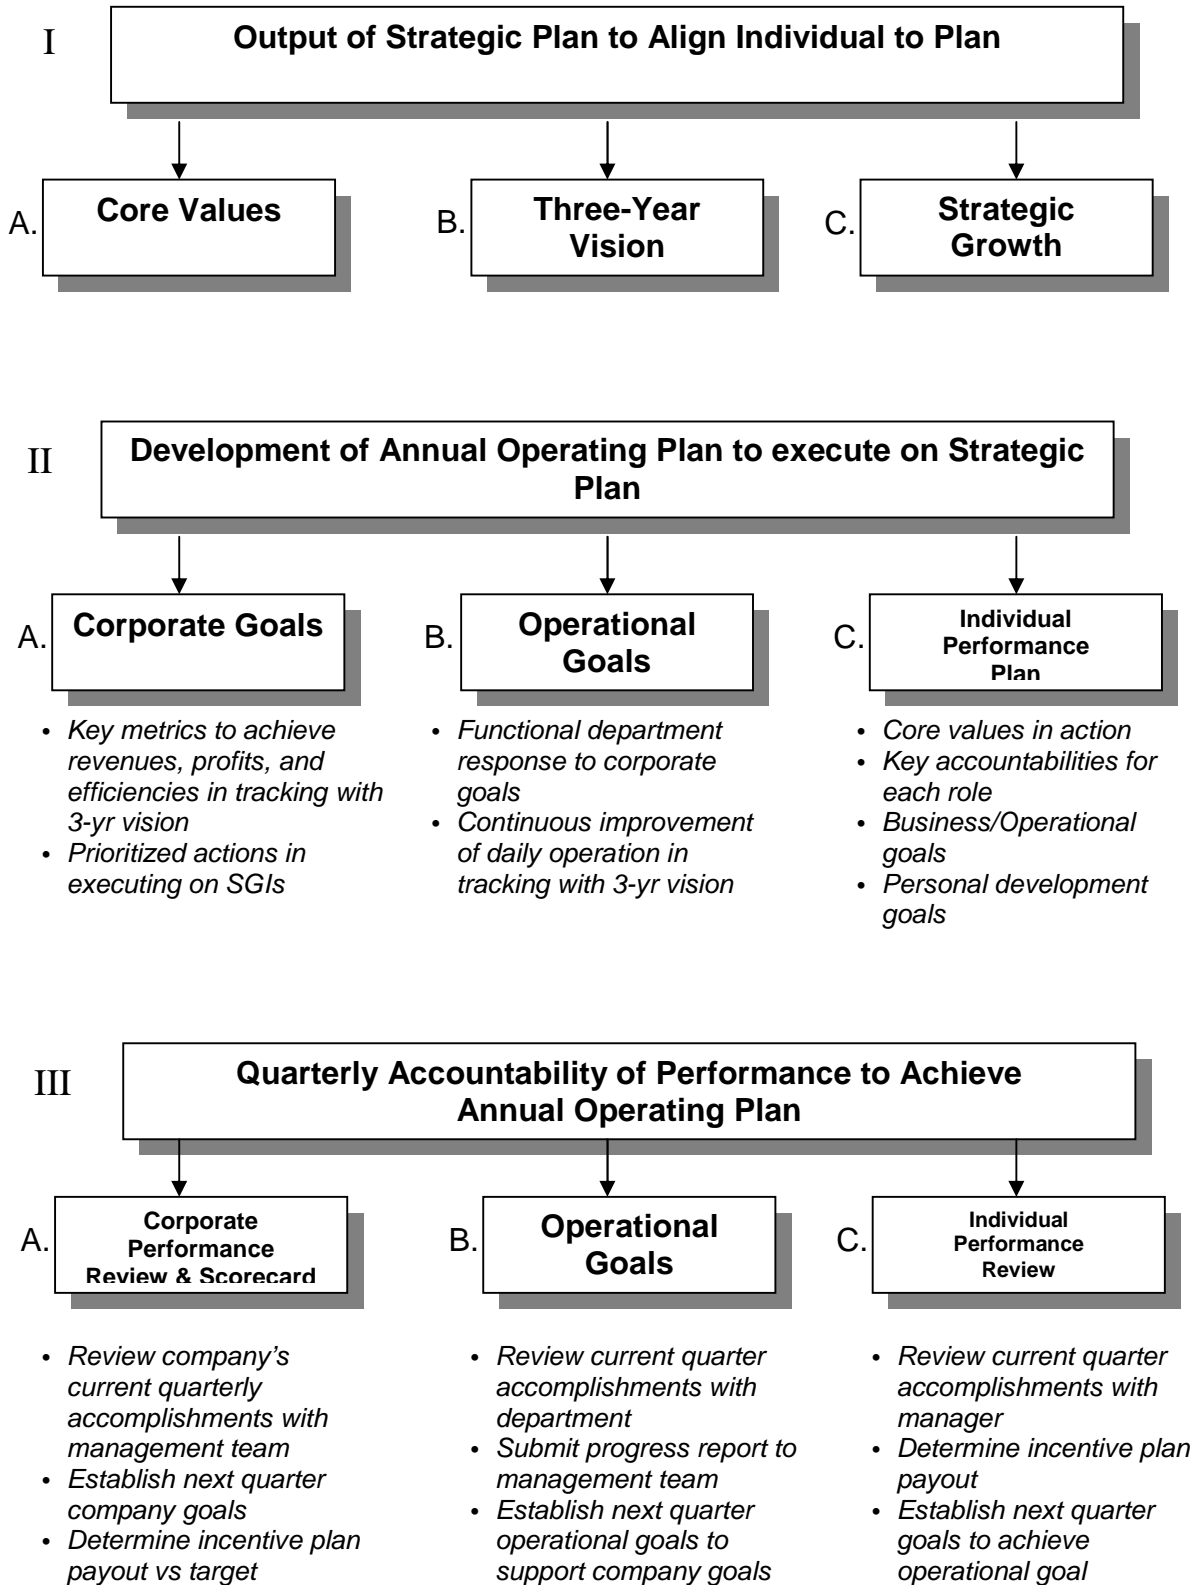 I
Output of Strategic Plan to Align Individual to Plan
A.
Core Values
B.
Three-Year
Vision
C.
Strategic
Growth
II
Development of Annual Operating Plan to execute on Strategic
Plan
A.
Corporate Goals
• Key metrics to achieve
revenues, profits, and
efficiencies in tracking with
3-yr vision
• Prioritized actions in
executing on SGIs
B.
Operational
Goals
• Functional department
response to corporate
goals
• Continuous improvement
of daily operation in
tracking with 3-yr vision
C.
Individual
Performance
Plan
• Core values in action
• Key accountabilities for
each role
• Business/Operational
goals
• Personal development
goals
III
Quarterly Accountability of Performance to Achieve
Annual Operating Plan
A.
Corporate
Performance
Review & Scorecard
• Review company's
current quarterly
accomplishments with
management team
• Establish next quarter
company goals
• Determine incentive plan
payout vs target
B.
Operational
Goals
• Review current quarter
accomplishments with
department
• Submit progress report to
management team
• Establish next quarter
operational goals to
support company goals
C.
Individual
Performance
Review
• Review current quarter
accomplishments with
manager
• Determine incentive plan
payout
• Establish next quarter
goals to achieve
operational goal